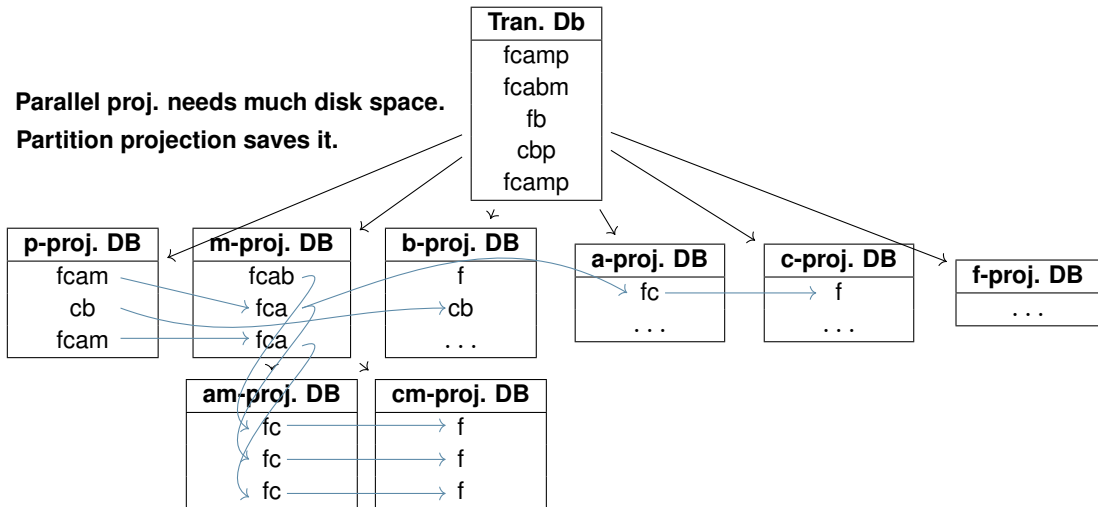 Tran. Db
fcamp
fcabm
fb
cbp
fcamp
Parallel proj. needs much disk space.
Partition projection saves it.
p-proj. DB
fcam
cb
fcam
m-proj. DB
fcab
fca
fca
b-proj. DB
f
cb
. . .
a-proj. DB
fc
. . .
c-proj. DB
f
. . .
f-proj. DB
. . .
am-proj. DB
fc
fc
fc
cm-proj. DB
f
f
f